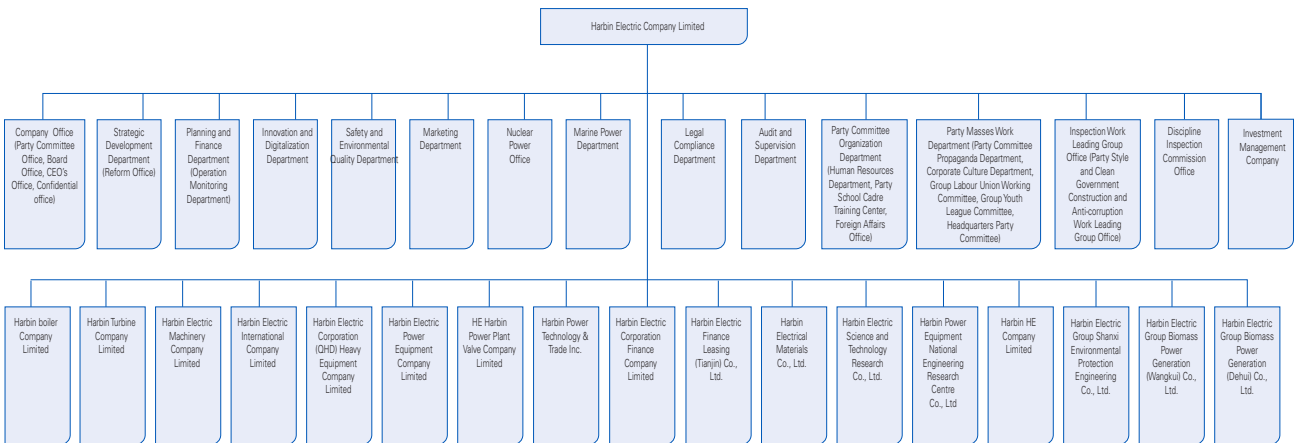 Harbin Electric Company Limited
Company Office
(Party Committee
Office, Board
Office, CEO's
Office, Confidential
office)
Strategic
Development
Department
(Reform Office)
Planning and
Finance
Department
(Operation
Monitoring
Department)
Innovation and
Digitalization
Department
Safety and
Environmental
Quality Department
Marketing
Department
Nuclear
Power
Office
Marine Power
Department
Legal
Compliance
Department
Audit and
Supervision
Department
Party Committee
Organization
Department
(Human Resources
Department, Party
School Cadre
Training Center,
Foreign Affairs
Office)
Party Masses Work
Department (Party Committee
Propaganda Department,
Corporate Culture Department,
Group Labour Union Working
Committee, Group Youth
League Committee,
Headquarters Party
Committee)
Inspection Work
Leading Group
Office (Party Style
and Clean
Government
Construction and
Anti-corruption
Work Leading
Group Office)
Discipline
Inspection
Commission
Office
Investment
Management
Company
Harbin boiler
Company
Limited
Harbin Turbine
Company
Limited
Harbin Electric
Machinery
Company
Limited
Harbin Electric
International
Company
Limited
Harbin Electric
Corporation
(QHD) Heavy
Equipment
Company
Limited
Harbin Electric
Power
Equipment
Company
Limited
HE Harbin
Power Plant
Valve Company
Limited
Harbin Power
Technology &
Trade Inc.
Harbin Electric
Corporation
Finance
Company
Limited
Harbin Electric
Finance
Leasing
(Tianjin) Co.,
Ltd.
Harbin
Electrical
Materials
Co., Ltd.
Harbin Electric
Science and
Technology
Research
Co., Ltd.
Harbin Power
Equipment
National
Engineering
Research
Centre
Co., Ltd
Harbin HE
Company
Limited
Harbin Electric
Group Shanxi
Environmental
Protection
Engineering
Co., Ltd.
Harbin Electric
Group Biomass
Power
Generation
(Wangkui) Co.,
Ltd.
Harbin Electric
Group Biomass
Power
Generation
(Dehui) Co.,
Ltd.